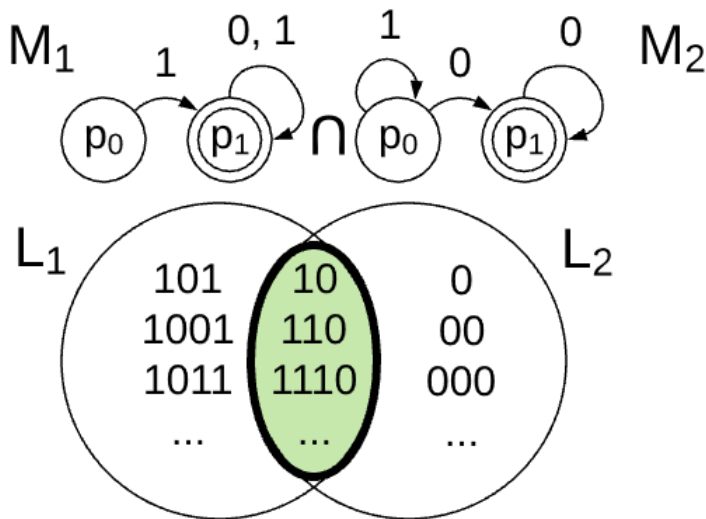 M₁ 1 0, 1 1 0 0 M₂
p₀ p₁ ∩ p₀ p₁
L₁ L₂
101 10 0
1001 110 00
1011 1110 000
... ... ...